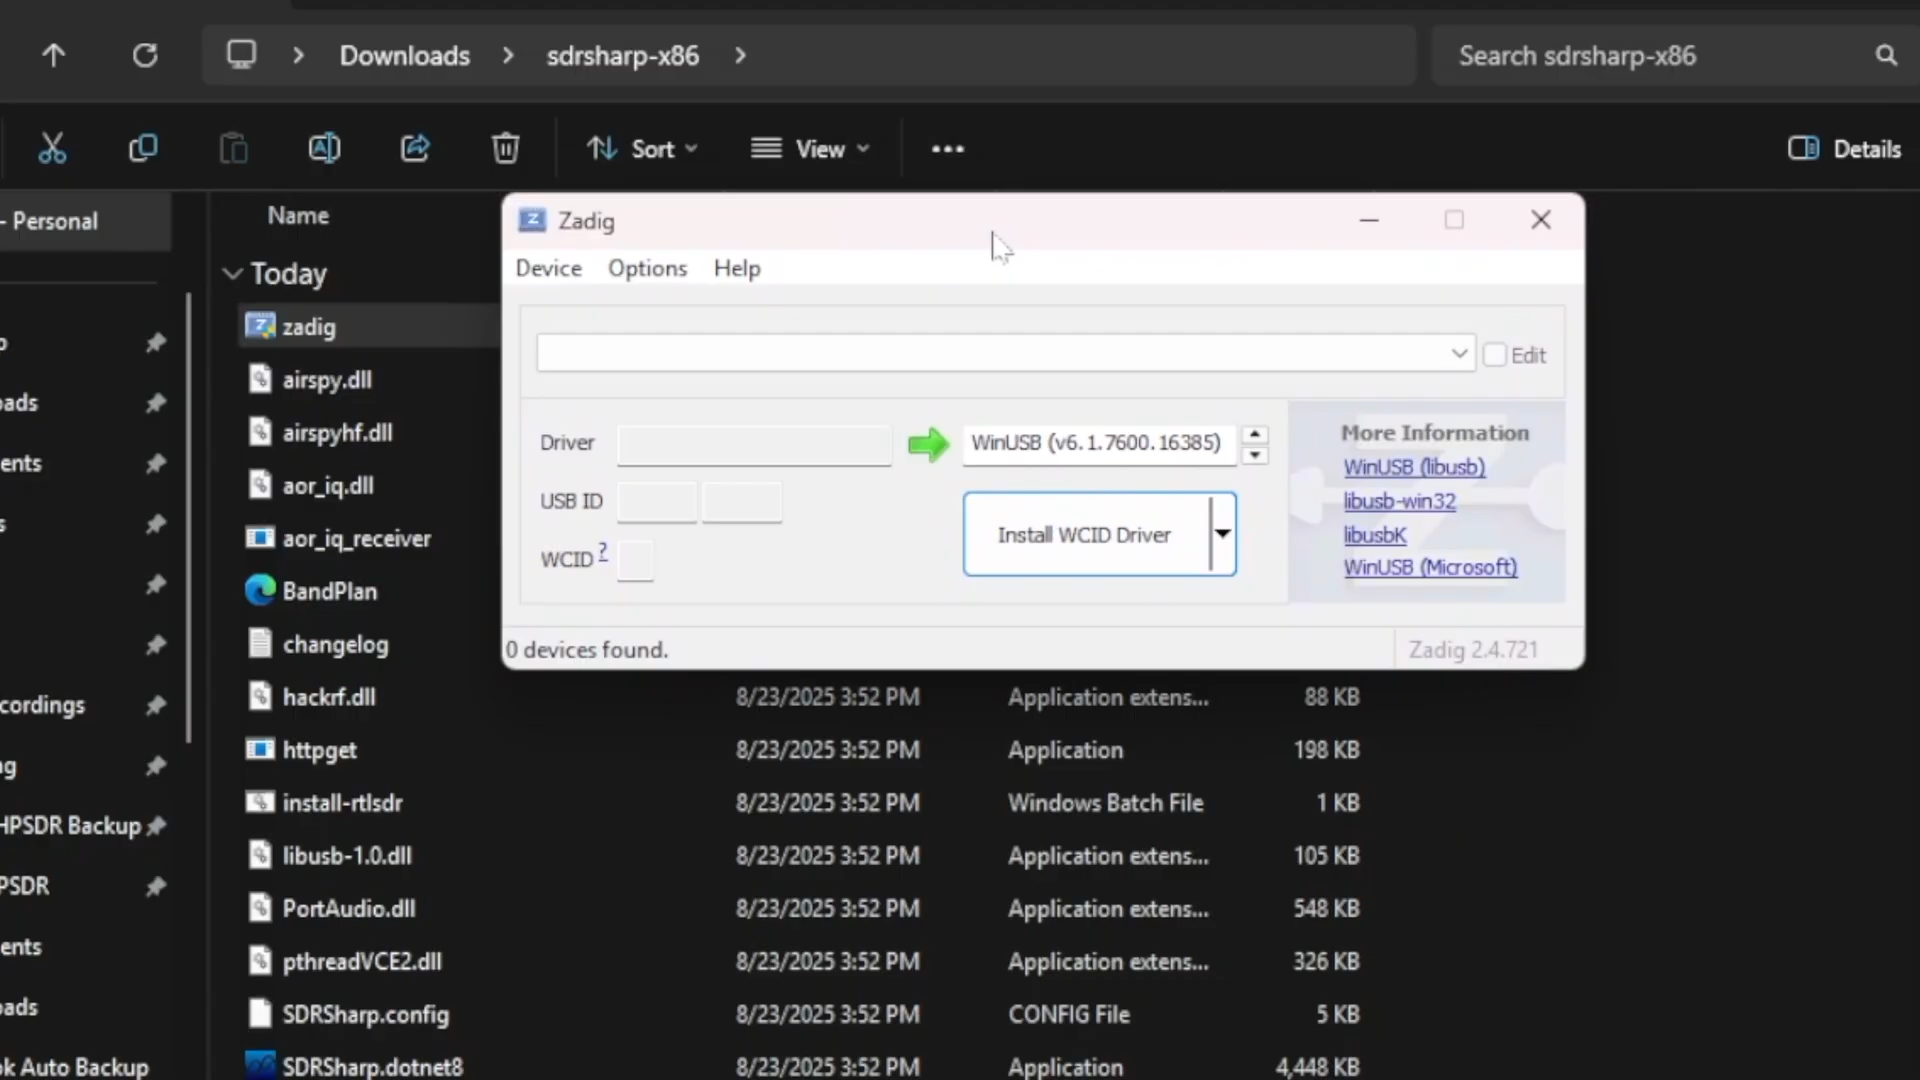 Downloads
sdrsharp-x86
Search sdrsharp-x86
Sort
View
Details
- Personal
Name
Today
zadig
airspy.dll
airspyhf.dll
aor_iq.dll
aor_iq_receiver
BandPlan
changelog
hackrf.dll 8/23/2025 3:52 PM Application extens... 88 KB
httpget 8/23/2025 3:52 PM Application 198 KB
install-rtlsdr 8/23/2025 3:52 PM Windows Batch File 1 KB
libusb-1.0.dll 8/23/2025 3:52 PM Application extens... 105 KB
PortAudio.dll 8/23/2025 3:52 PM Application extens... 548 KB
pthreadVCE2.dll 8/23/2025 3:52 PM Application extens... 326 KB
SDRSharp.config 8/23/2025 3:52 PM CONFIG File 5 KB
SDRSharp.dotnet8 8/23/2025 3:52 PM Application 4,448 KB
o
oads
ents
s
cordings
ng
HPSDR Backup
PSDR
ents
oads
ok Auto Backup
Zadig
Device Options Help
Edit
Driver
WinUSB (v6.1.7600.16385)
USB ID
WCID ?
Install WCID Driver
More Information
WinUSB (libusb)
libusb-win32
libusbK
WinUSB (Microsoft)
0 devices found.
Zadig 2.4.721